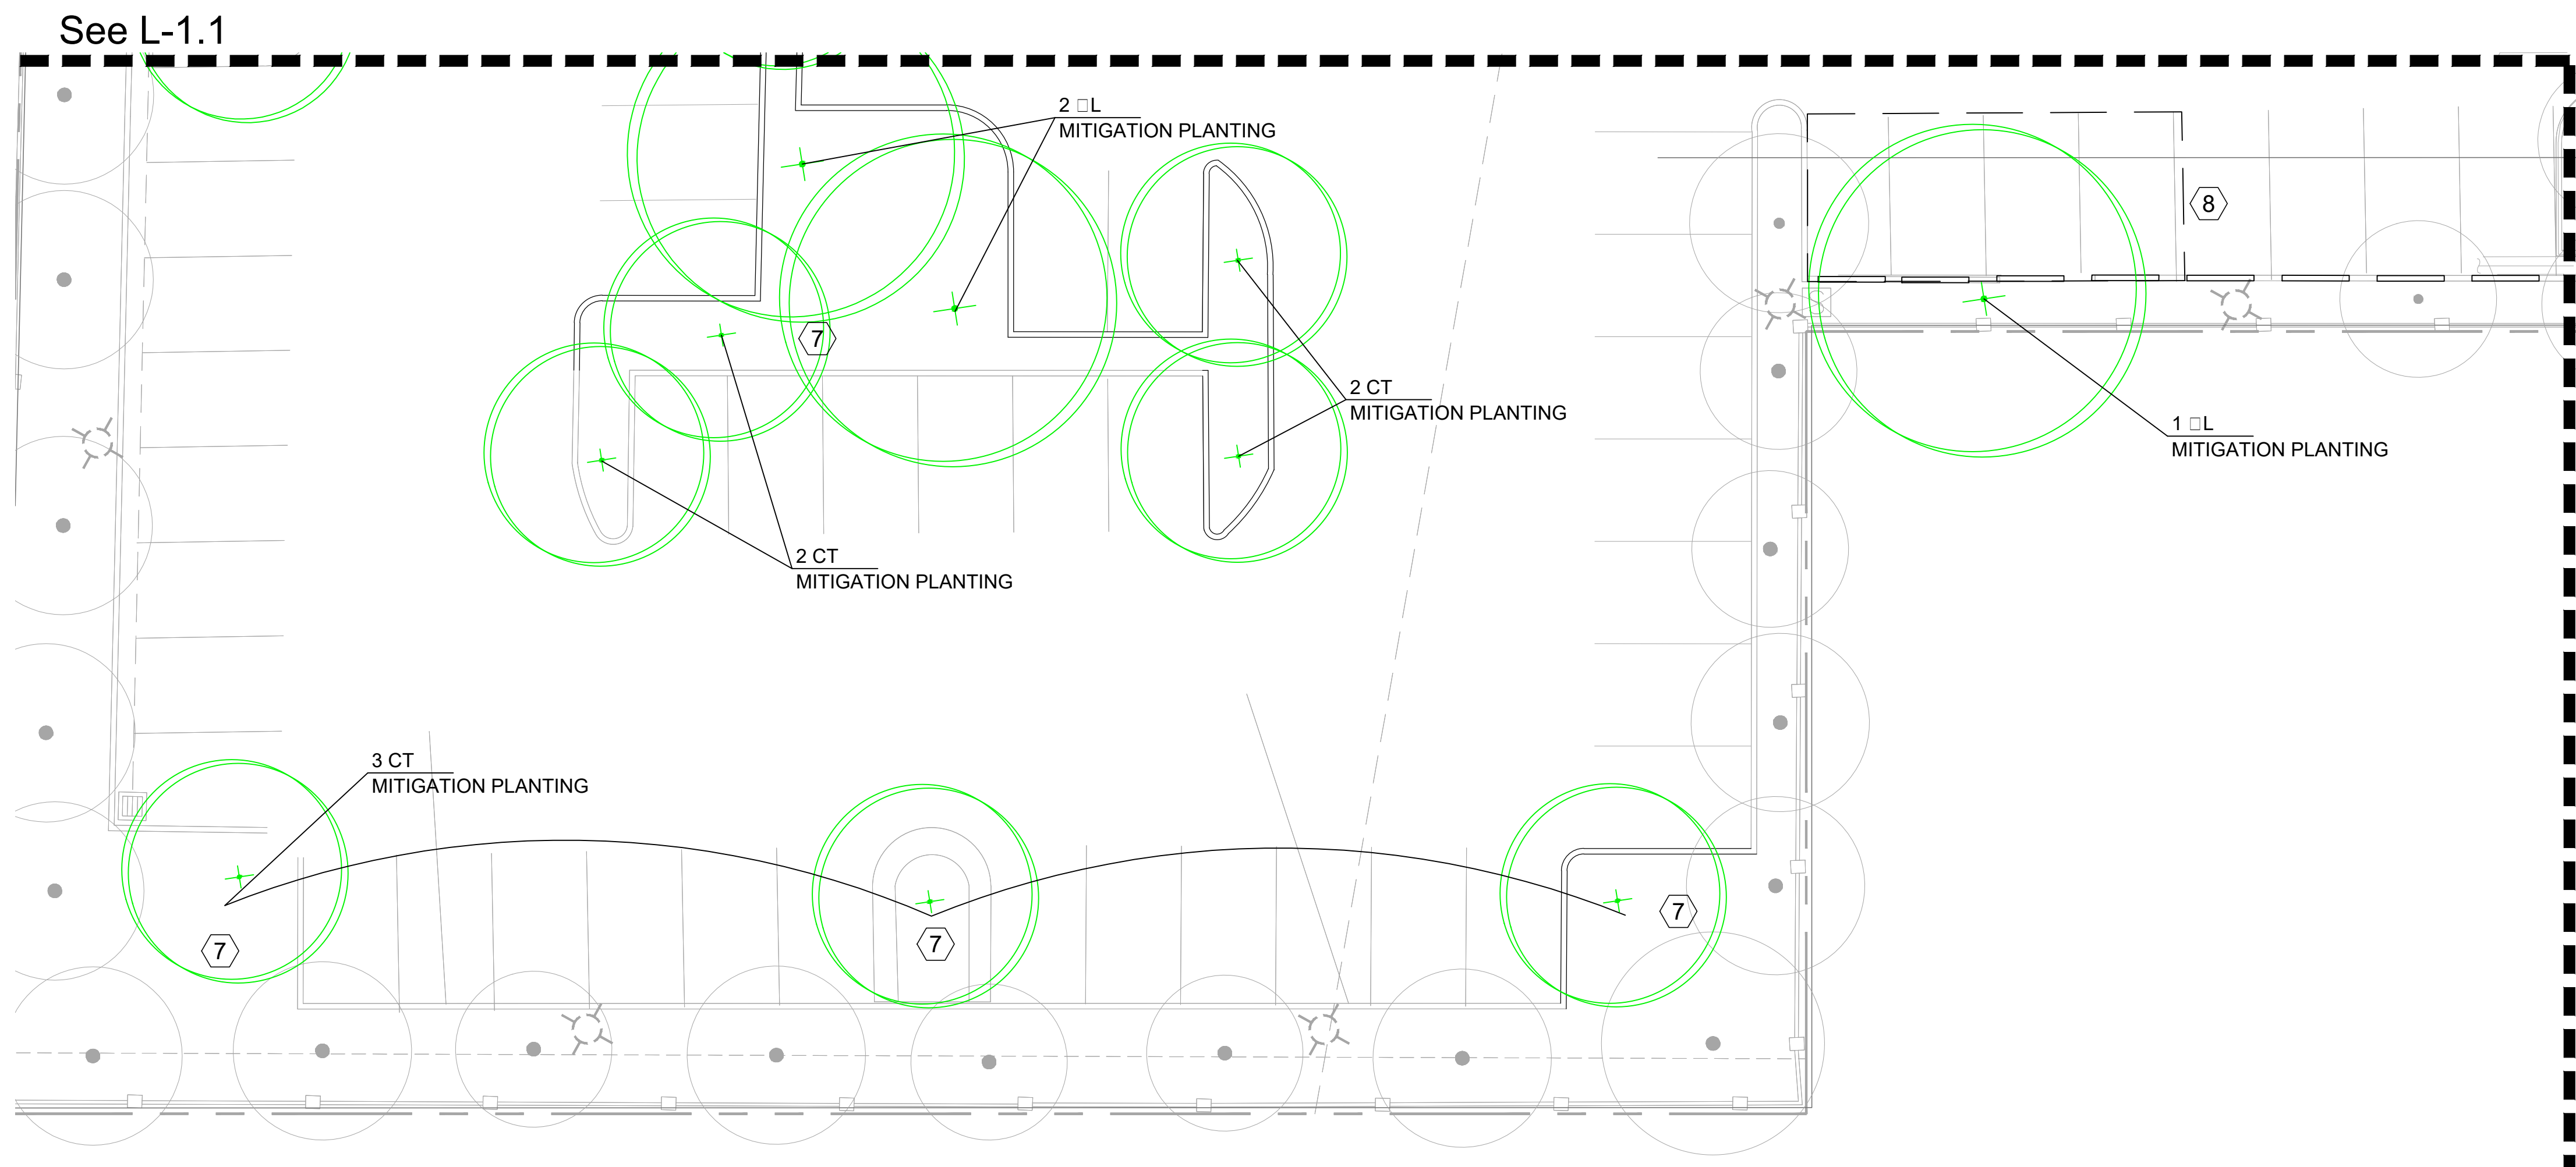 See L-1.1
2 □L
MITIGATION PLANTING
8
7
2 CT
MITIGATION PLANTING
1 □L
MITIGATION PLANTING
2 CT
MITIGATION PLANTING
3 CT
MITIGATION PLANTING
7
7
7